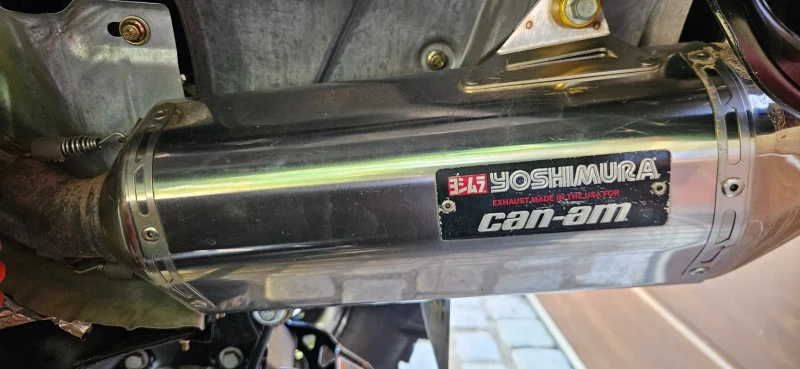 ヨシムラ YOSHIMURA
EXHAUST MADE IN THE USA FOR
can-am